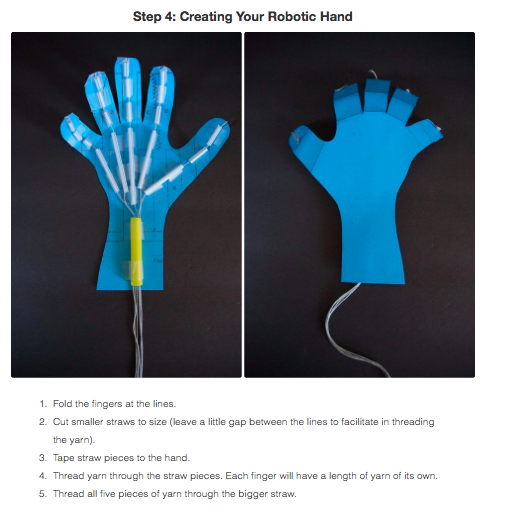 Step 4: Creating Your Robotic Hand
1. Fold the fingers at the lines.
2. Cut smaller straws to size (leave a little gap between the lines to facilitate in threading
the yarn).
3. Tape straw pieces to the hand.
4. Thread yarn through the straw pieces. Each finger will have a length of yarn of its own.
5. Thread all five pieces of yarn through the bigger straw.